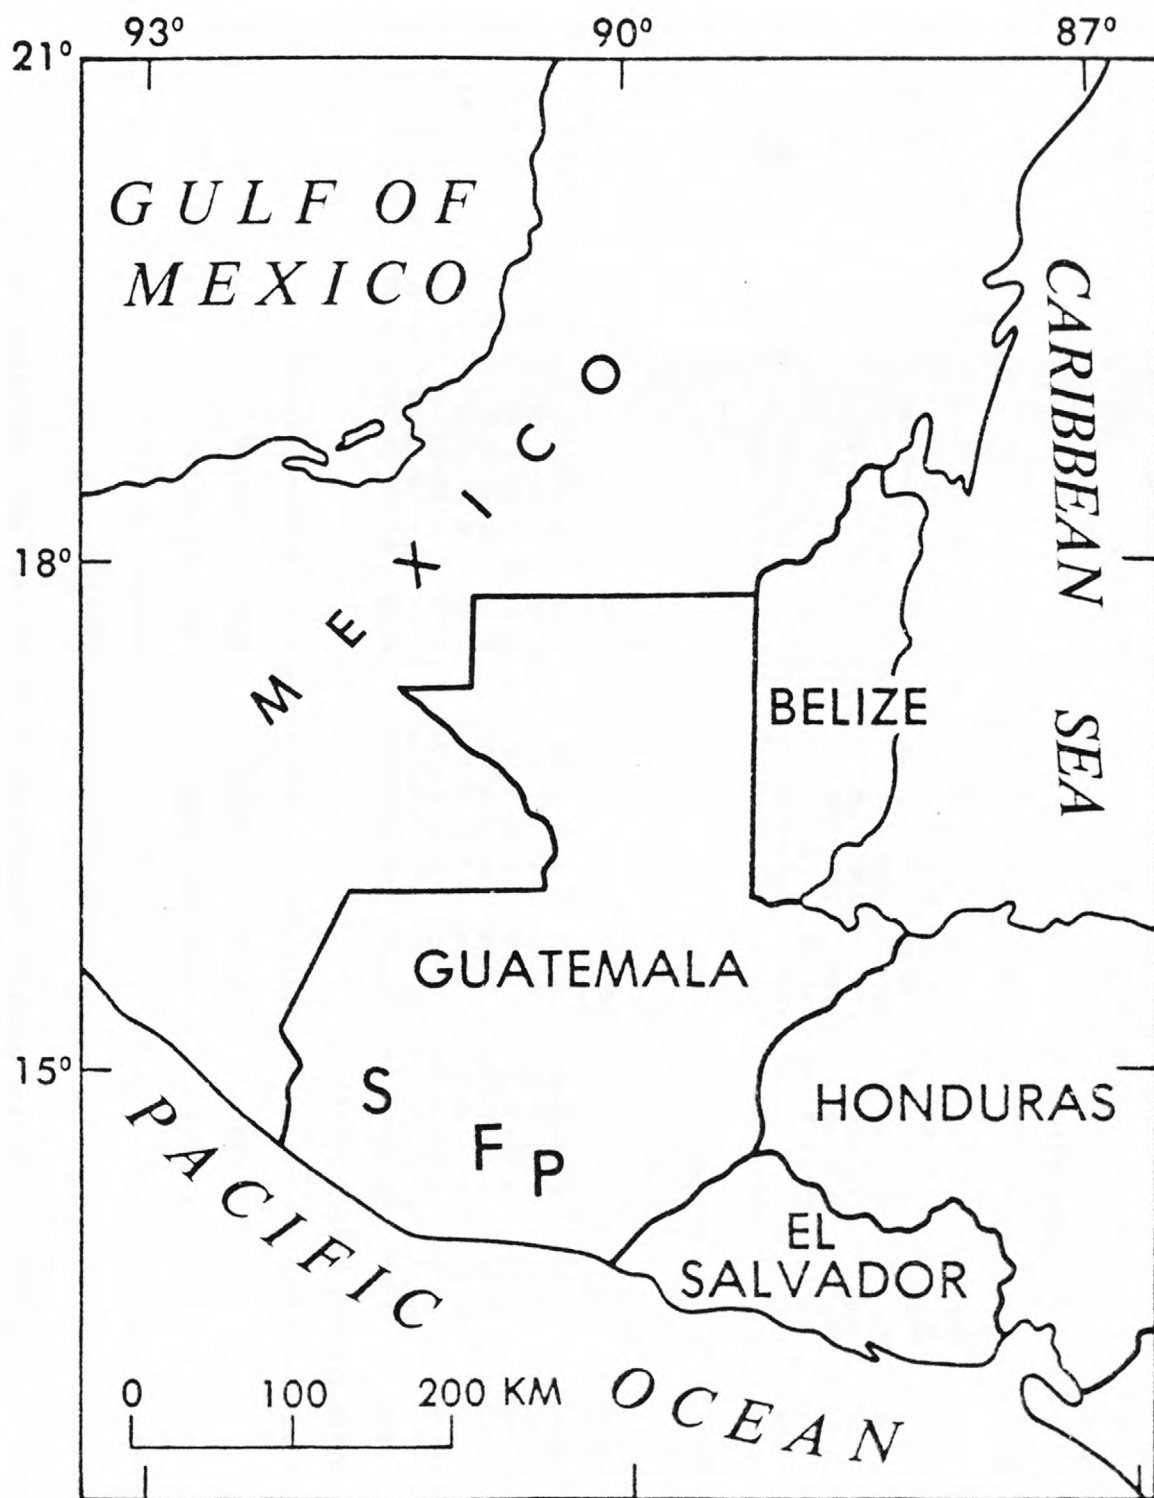 93° 90° 87°
21°
GULF OF
MEXICO
CARIBBEAN SEA
MEXICO
18°
BELIZE
GUATEMALA
15°
S
F
P
HONDURAS
EL
SALVADOR
PACIFIC OCEAN
0 100 200 KM